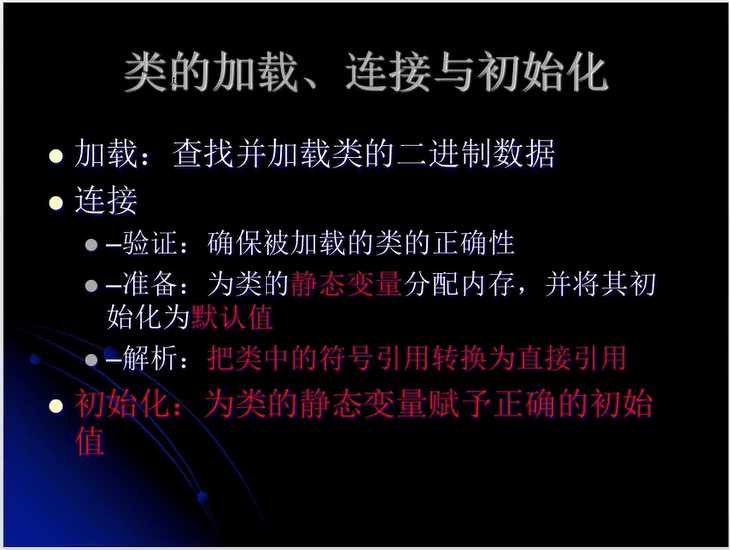 类的加载、连接与初始化
加载：查找并加载类的二进制数据
连接
–验证：确保被加载的类的正确性
–准备：为类的静态变量分配内存，并将其初
始化为默认值
–解析：把类中的符号引用转换为直接引用
初始化：为类的静态变量赋予正确的初始
值